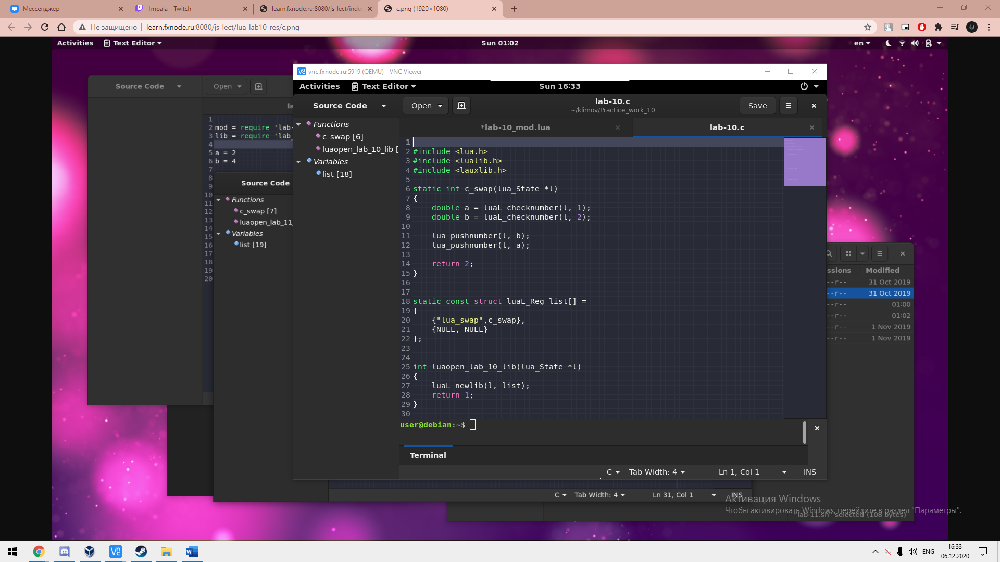 Мессенджер
1mpala - Twitch
learn.fxnode.ru:8080/js-lect/inde
c.png (1920×1080)
Не защищено
learn.fxnode.ru:8080/js-lect/lua-lab10-res/c.png
Activities
Text Editor
Sun 01:02
en
vnc.fxnode.ru:5919 (QEMU) - VNC Viewer
Activities
Text Editor
Sun 16:33
Source Code
Open
la
1
2 mod = require 'lab-
3 lib = require 'lab_
4
5 a = 2
6 b = 4
7
8
9
10
11
12
13
14
15
16
17
18
19
20
Source Code
Functions
c_swap [7]
luaopen_lab_11_
Variables
list [19]
Source Code
Open
lab-10.c
~/klimov/Practice_work_10
Save
Functions
c_swap [6]
luaopen_lab_10_lib [
Variables
list [18]
*lab-10_mod.lua
lab-10.c
1
2 #include <lua.h>
3 #include <lualib.h>
4 #include <lauxlib.h>
5
6 static int c_swap(lua_State *l)
7 {
8     double a = luaL_checknumber(l, 1);
9     double b = luaL_checknumber(l, 2);
10
11     lua_pushnumber(l, b);
12     lua_pushnumber(l, a);
13
14     return 2;
15 }
16
17
18 static const struct luaL_Reg list[] =
19 {
20     {"lua_swap",c_swap},
21     {NULL, NULL}
22 };
23
24
25 int luaopen_lab_10_lib(lua_State *l)
26 {
27     luaL_newlib(l, list);
28     return 1;
29 }
30
user@debian:~$
Terminal
C
Tab Width: 4
Ln 1, Col 1
INS
ssions
Modified
--r--
31 Oct 2019
--r--
31 Oct 2019
--r--
01:00
--r--
01:02
--r--
1 Nov 2019
--r--
1 Nov 2019
C
Tab Width: 4
Ln 31, Col 1
INS
Активация Windows
Чтобы активировать Windows, перейдите в раздел "Параметры".
"lab-11.sh" selected (108 bytes)
ENG
16:33
06.12.2020